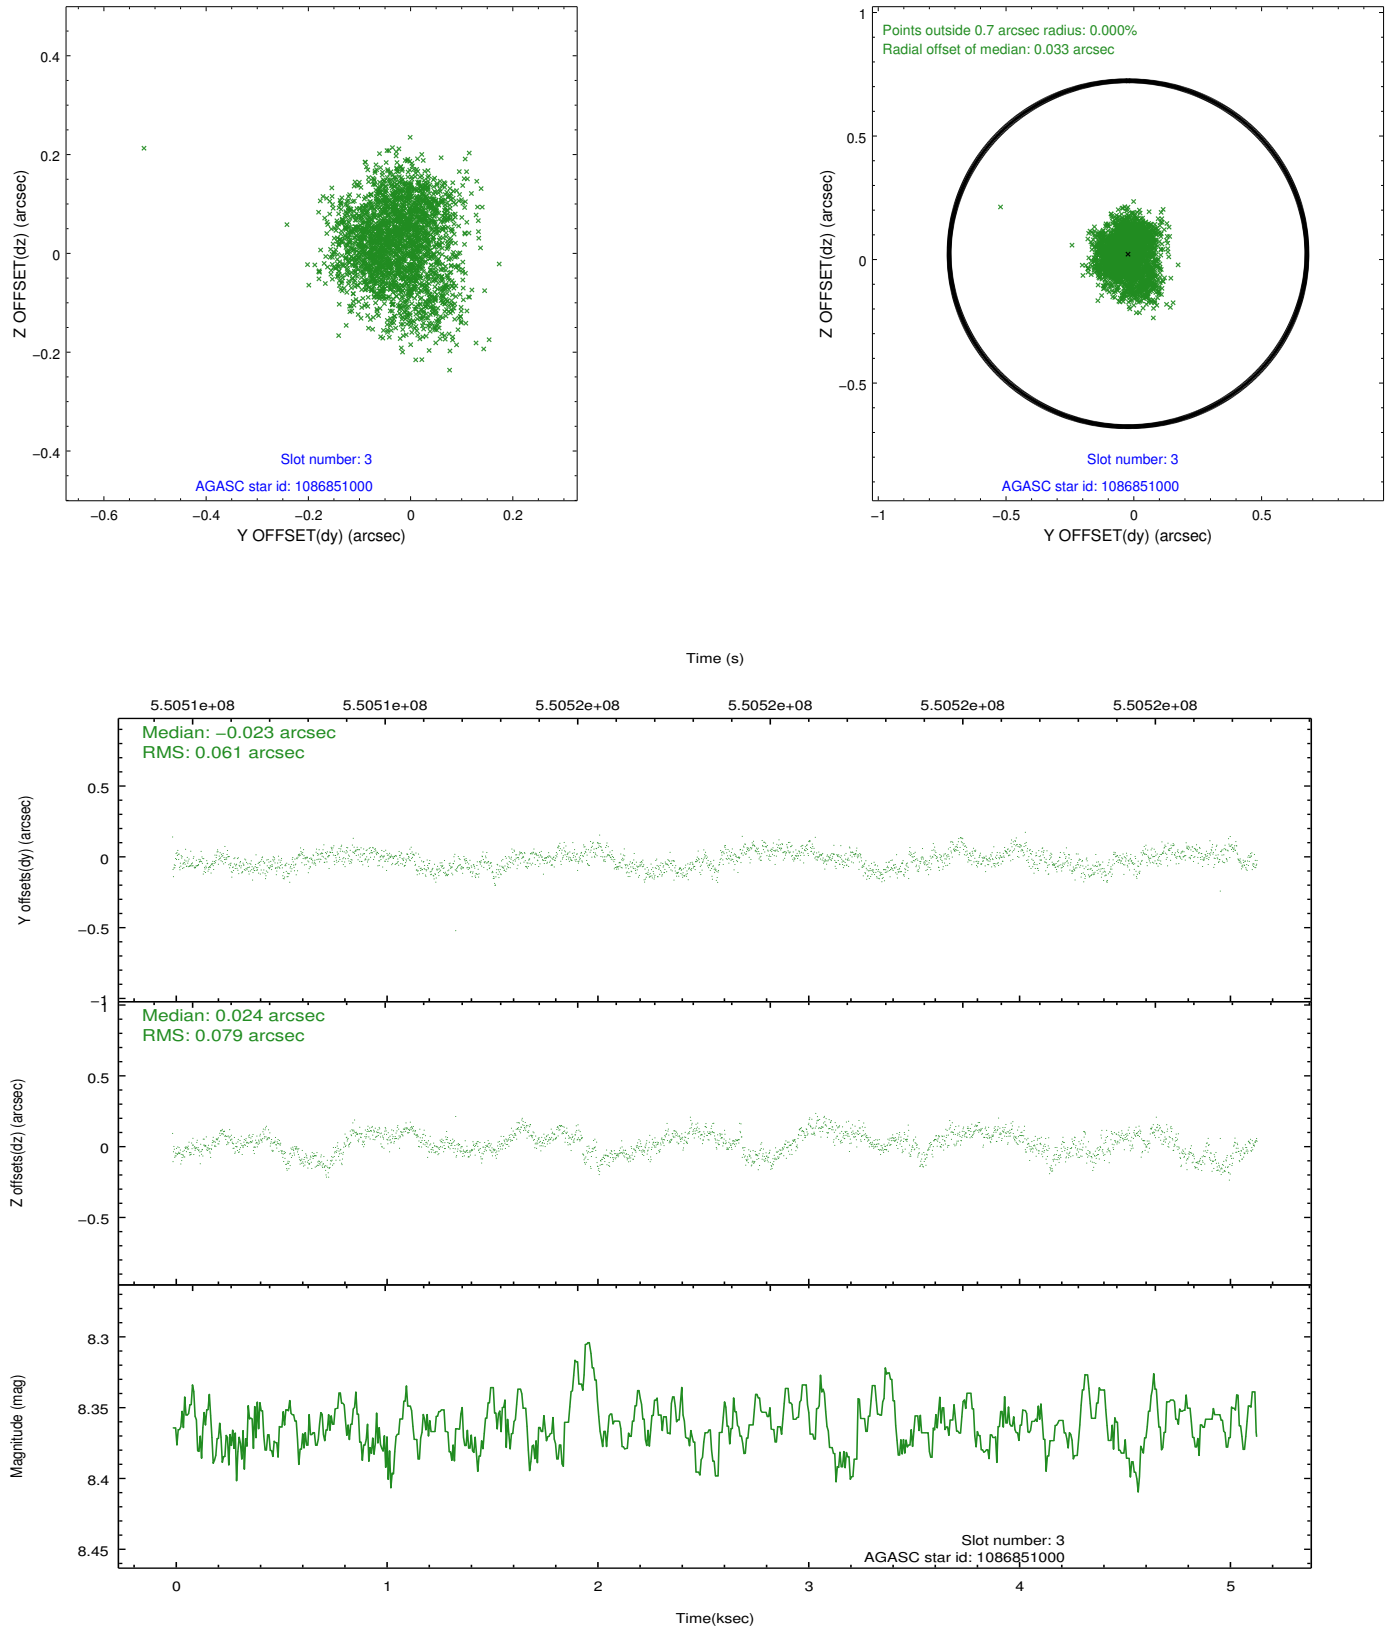 0.4
0.2
0
−0.2
−0.4
Z OFFSET(dz) (arcsec)
Slot number: 3
AGASC star id: 1086851000
−0.6 −0.4 −0.2 0 0.2
Y OFFSET(dy) (arcsec)
Points outside 0.7 arcsec radius: 0.000%
Radial offset of median: 0.033 arcsec
1
0.5
0
−0.5
Z OFFSET(dz) (arcsec)
Slot number: 3
AGASC star id: 1086851000
−1 −0.5 0 0.5
Y OFFSET(dy) (arcsec)
Time (s)
5.5051e+08 5.5051e+08 5.5052e+08 5.5052e+08 5.5052e+08 5.5052e+08
Median: −0.023 arcsec
RMS: 0.061 arcsec
0.5
0
−0.5
−1
Y offsets(dy) (arcsec)
Median: 0.024 arcsec
RMS: 0.079 arcsec
1
0.5
0
−0.5
Z offsets(dz) (arcsec)
8.3
8.35
8.4
8.45
Magnitude (mag)
Slot number: 3
AGASC star id: 1086851000
0 1 2 3 4 5
Time(ksec)